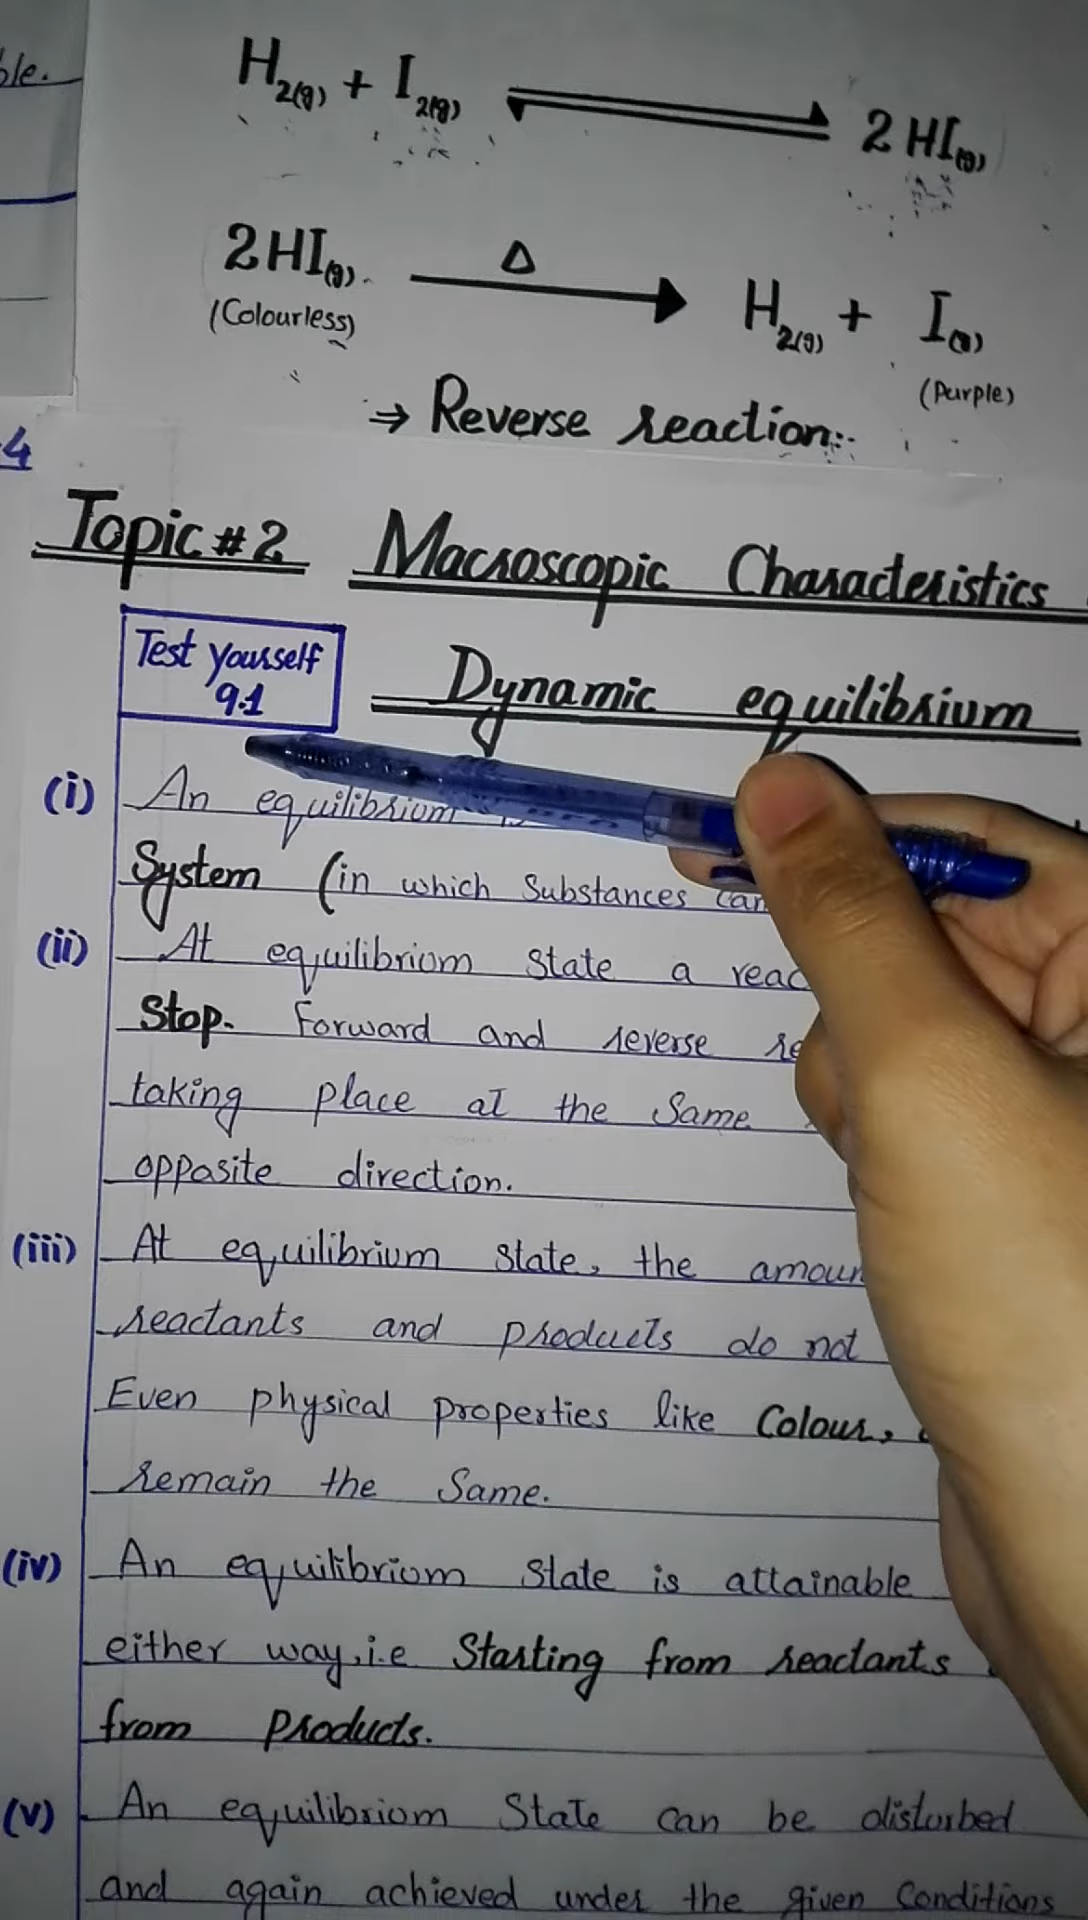 ble.
H2(g) + I2(g) ⇌ 2HI(g)
2HI(g). Δ → H2(g) + I(g)
(Colourless)
(Purple)
⇒ Reverse reaction:-
4
Topic #2 Macroscopic Characteristics
Test yourself
9.1
Dynamic equilibrium
(i) An equilibrium
System (in which Substances can
(ii) At equilibriom state a reac
Stop. Forward and reverse re
taking place at the Same
opposite direction.
(iii) At equilibrium state, the amoun
reactants and products do not
Even physical properties like Colour,
remain the Same.
(iv) An equilibriom State is attainable
either way,i.e Starting from reactants
from products.
(v) An equilibriom State can be disturbed
and again achieved under the given Conditions